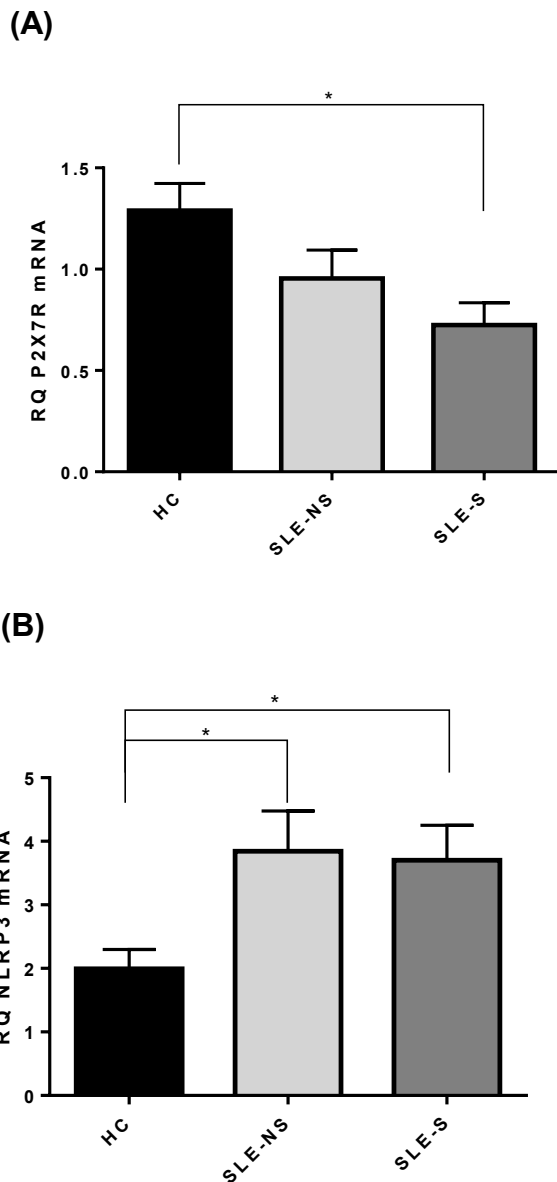 (A)
*
1.5
1.0
0.5
0.0
RQ P2X7R mRNA
HC
SLE-NS
SLE-S
(B)
*
*
5
4
3
2
1
0
RQ NLRP3 mRNA
HC
SLE-NS
SLE-S